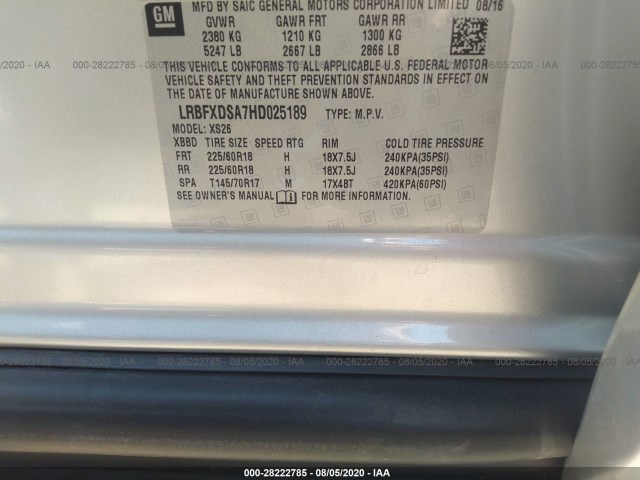 GM
MFD BY SAIC GENERAL MOTORS CORPORATION LIMITED 08/16
GVWR GAWR FRT GAWR RR
2380 KG 1210 KG 1300 KG
5247 LB 2667 LB 2866 LB
THIS VEHICLE CONFORMS TO ALL APPLICABLE U.S. FEDERAL MOTOR
VEHICLE SAFETY AND THEFT PREVENTION STANDARDS IN EFFECT ON
THE DATE OF MANUFACTURE SHOWN ABOVE.
LRBFXDSA7HD025189 TYPE: M.P.V.
MODEL: XS26
XBBD TIRE SIZE SPEED RTG RIM COLD TIRE PRESSURE
FRT 225/60R18 H 18X7.5J 240KPA(35PSI)
RR 225/60R18 H 18X7.5J 240KPA(35PSI)
SPA T145/70R17 M 17X4BT 420KPA(60PSI)
SEE OWNER'S MANUAL FOR MORE INFORMATION.
000-28222785 - 08/05/2020 - IAA